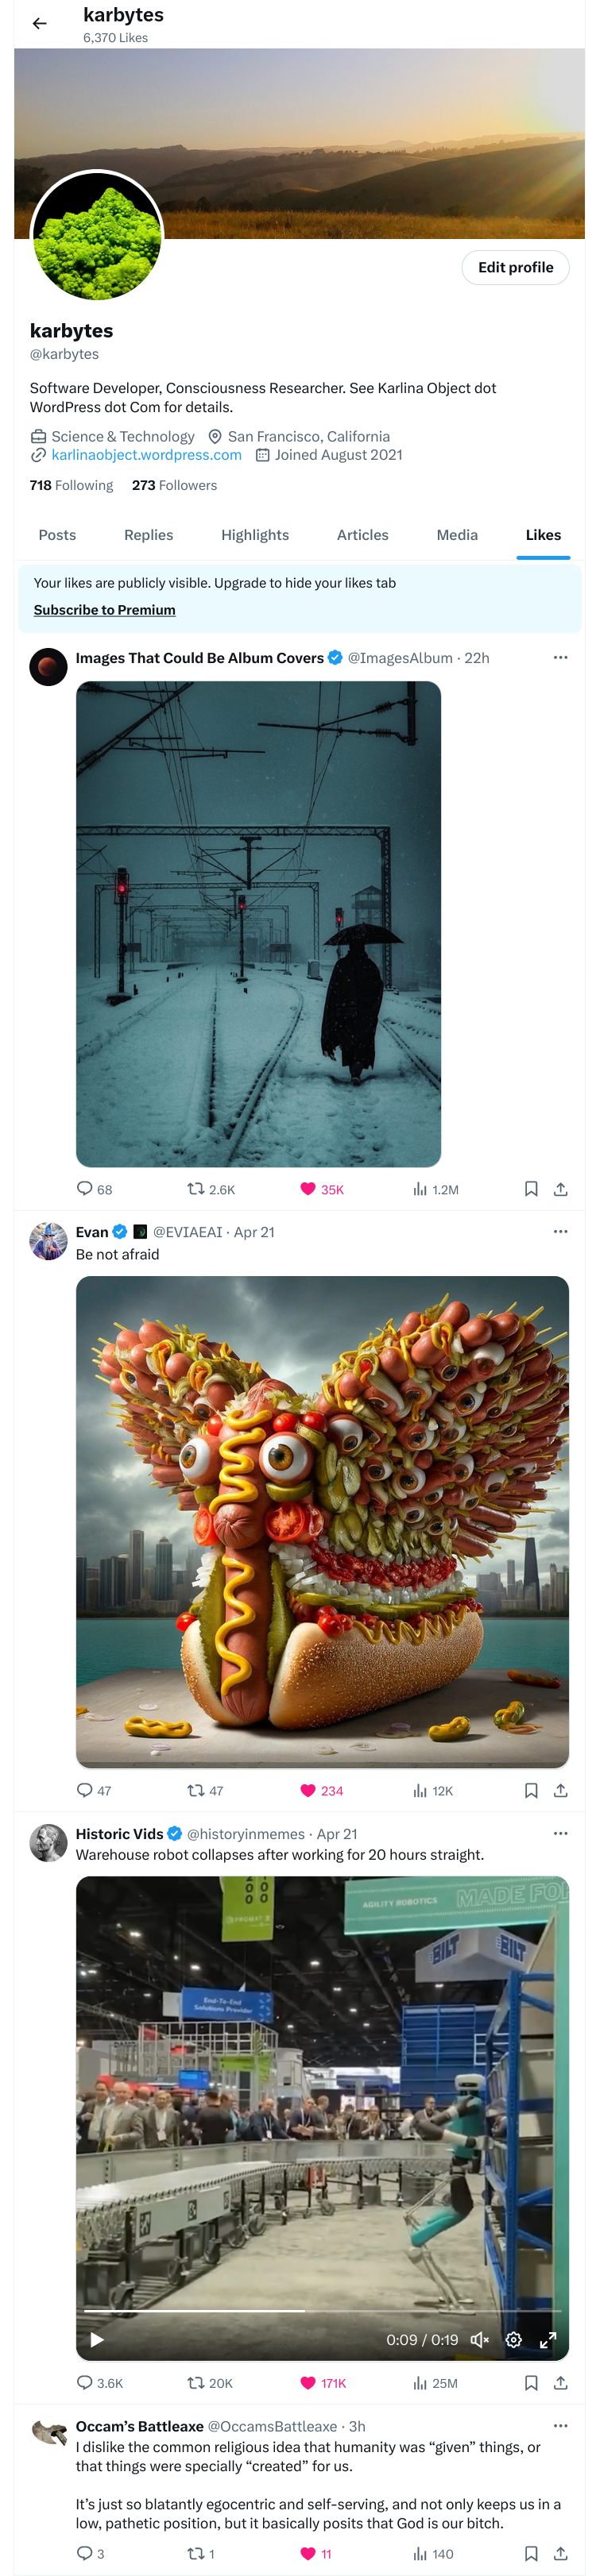 karbytes
6,370 Likes
Edit profile
karbytes
@karbytes
Software Developer, Consciousness Researcher. See Karlina Object dot
WordPress dot Com for details.
Science & Technology San Francisco, California
karlinaobject.wordpress.com Joined August 2021
718 Following 273 Followers
Posts Replies Highlights Articles Media Likes
Your likes are publicly visible. Upgrade to hide your likes tab
Subscribe to Premium
Images That Could Be Album Covers @ImagesAlbum · 22h
68 2.6K 35K 1.2M
Evan @EVIAEAI · Apr 21
Be not afraid
47 47 234 12K
Historic Vids @historyinmemes · Apr 21
Warehouse robot collapses after working for 20 hours straight.
AGILITY ROBOTICS MADE FOR
BILT BILT
End-To-End
Solutions Provider
0:09 / 0:19
3.6K 20K 171K 25M
Occam's Battleaxe @OccamsBattleaxe · 3h
I dislike the common religious idea that humanity was “given” things, or
that things were specially “created” for us.
It’s just so blatantly egocentric and self-serving, and not only keeps us in a
low, pathetic position, but it basically posits that God is our bitch.
3 1 11 140